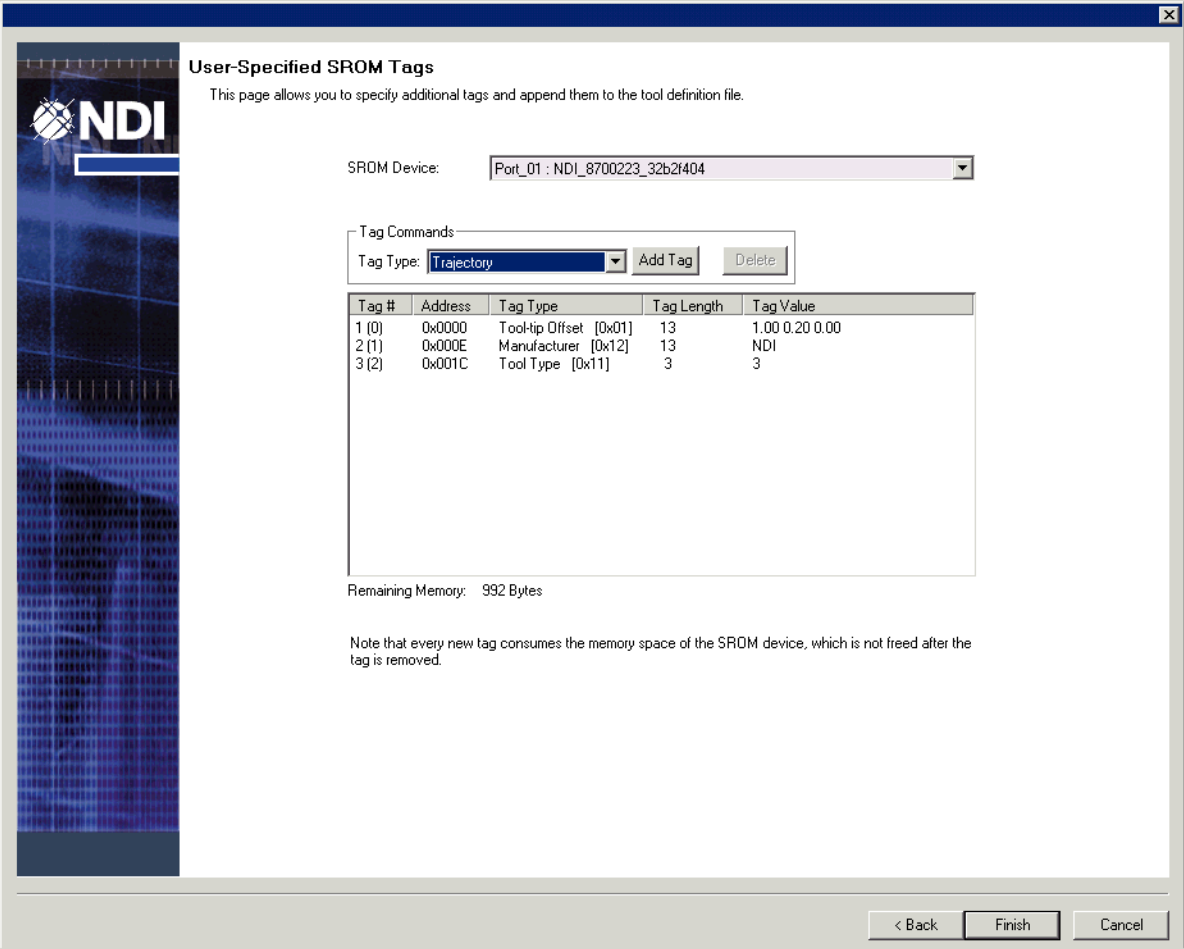 NDI
User-Specified SROM Tags
This page allows you to specify additional tags and append them to the tool definition file.
SROM Device: Port_01 : NDI_8700223_32b2f404
Tag Commands
Tag Type: Trajectory Add Tag Delete
Tag # Address Tag Type Tag Length Tag Value
1 (0) 0x0000 Tool-tip Offset [0x01] 13 1.00 0.20 0.00
2 (1) 0x000E Manufacturer [0x12] 13 NDI
3 (2) 0x001C Tool Type [0x11] 3 3
Remaining Memory: 992 Bytes
Note that every new tag consumes the memory space of the SROM device, which is not freed after the
tag is removed.
< Back Finish Cancel